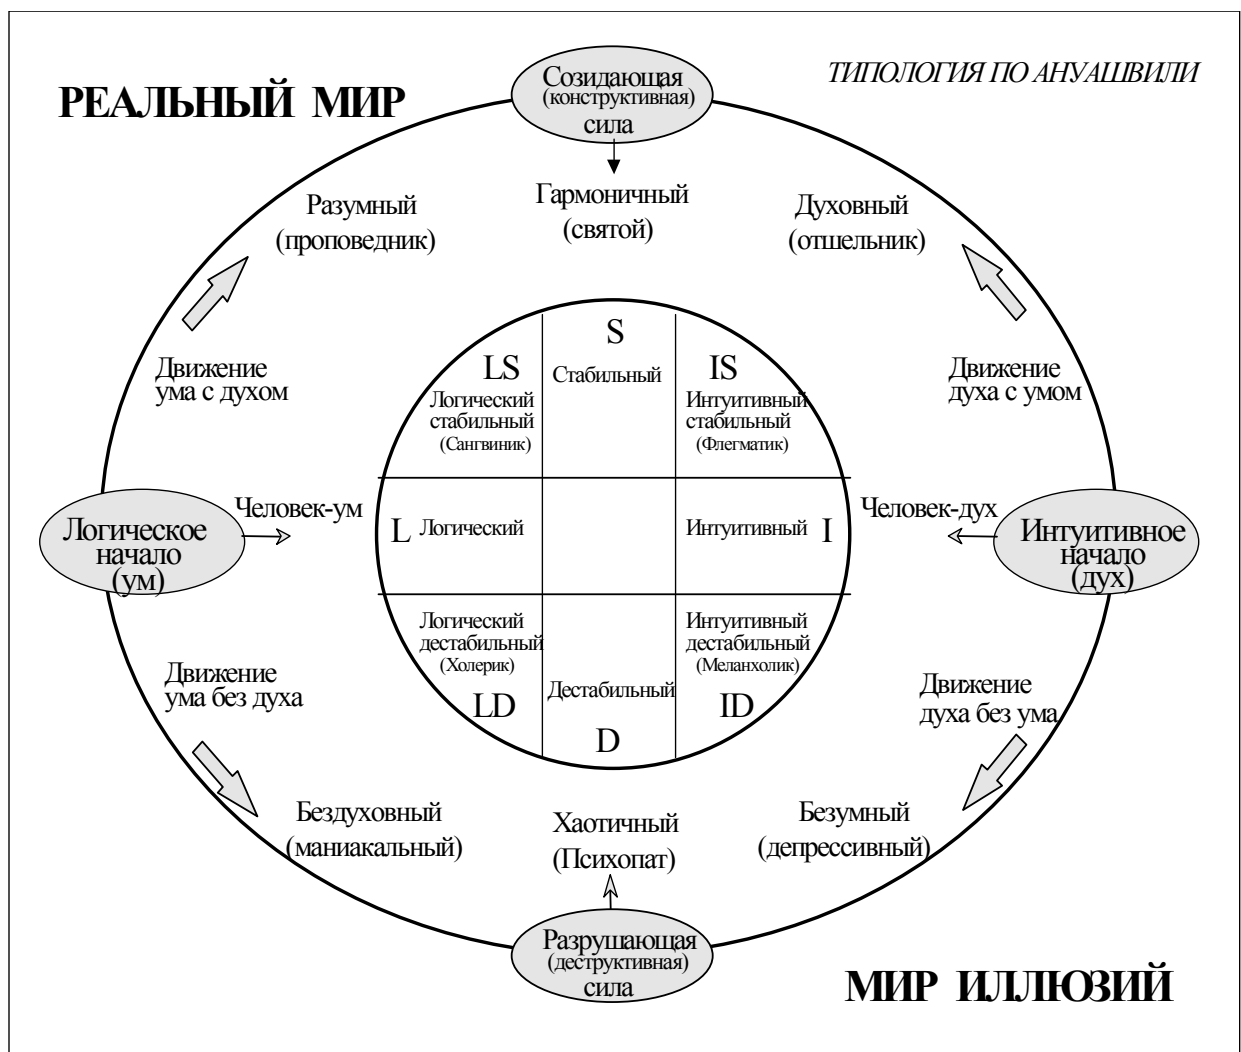 ТИПОЛОГИЯ ПО АНУАШВИЛИ
РЕАЛЬНЫЙ МИР
Созидающая
(конструктивная)
сила
Разумный
(проповедник)
Гармоничный
(святой)
Духовный
(отшельник)
Движение
ума с духом
Движение
духа с умом
S
Стабильный
LS
Логический
стабильный
(Сангвиник)
IS
Интуитивный
стабильный
(Флегматик)
Логическое
начало
(ум)
Человек-ум
L Логический
Интуитивный I
Человек-дух
Интуитивное
начало
(дух)
Логический
дестабильный
(Холерик)
LD
Дестабильный
D
Интуитивный
дестабильный
(Меланхолик)
ID
Движение
ума без духа
Движение
духа без ума
Бездуховный
(маниакальный)
Хаотичный
(Психопат)
Безумный
(депрессивный)
Разрушающая
(деструктивная)
сила
МИР ИЛЛЮЗИЙ